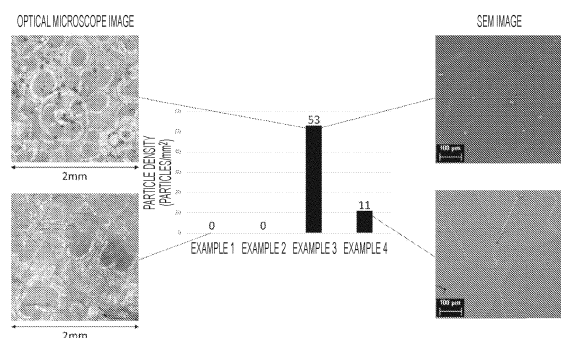 OPTICAL MICROSCOPE IMAGE
SEM IMAGE
PARTICLE DENSITY
(PARTICLES/mm²)
53
11
0
0
EXAMPLE 1 EXAMPLE 2 EXAMPLE 3 EXAMPLE 4
2mm
2mm
100 μm
100 μm